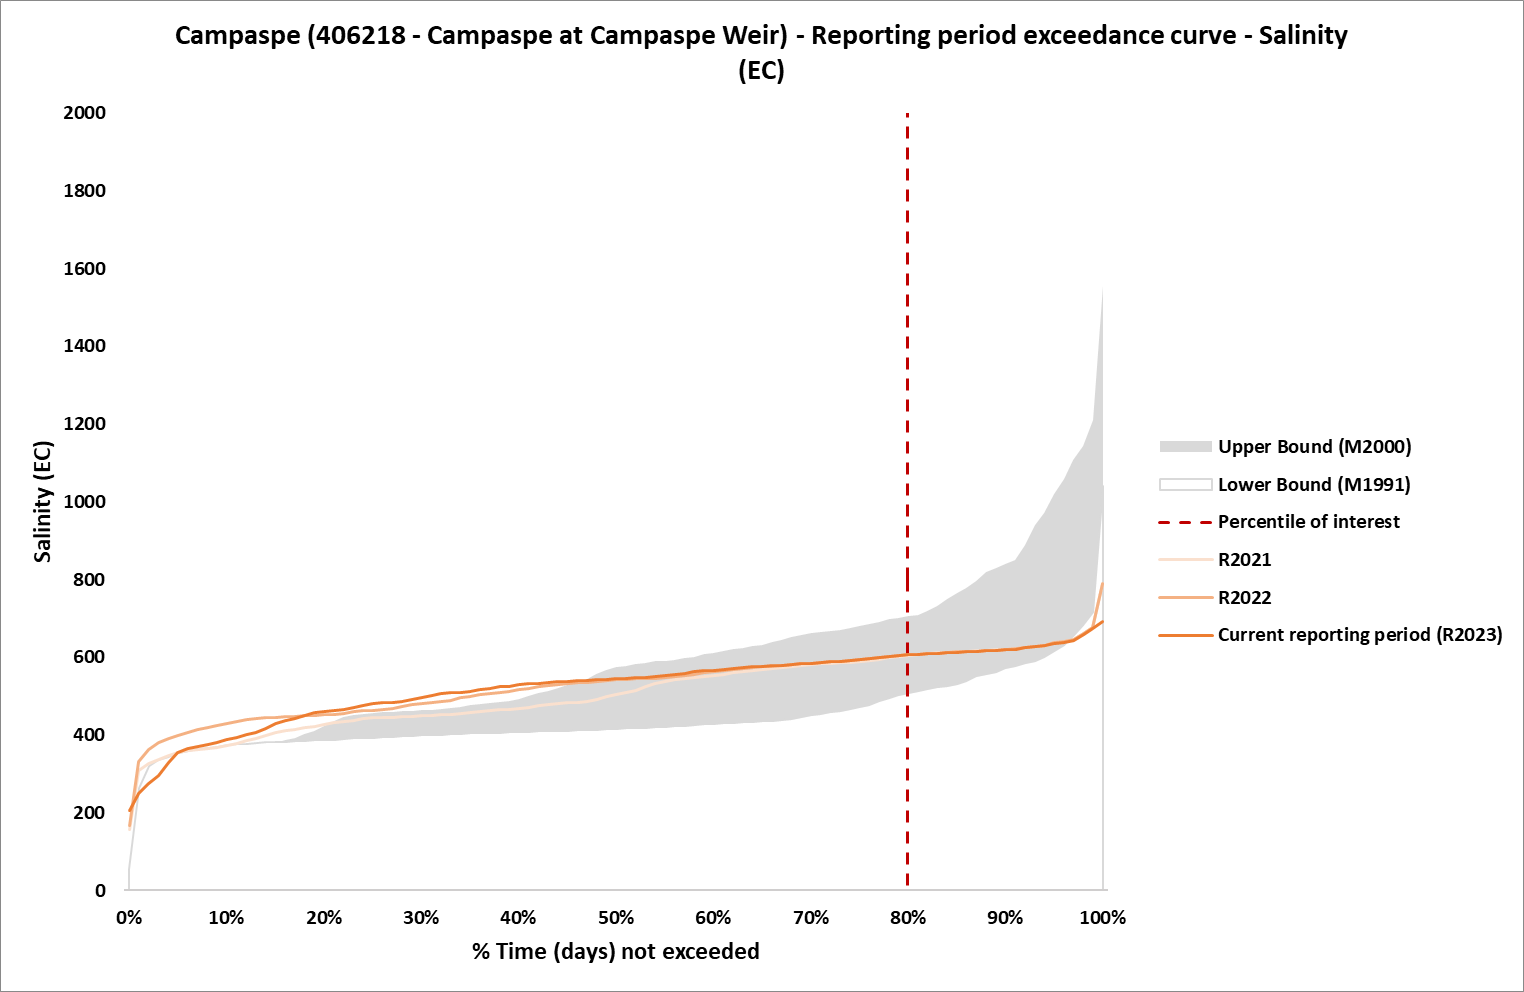 Campaspe (406218 - Campaspe at Campaspe Weir) - Reporting period exceedance curve - Salinity
(EC)
2000
1800
1600
1400
1200
1000
800
600
400
200
0
Salinity (EC)
0% 10% 20% 30% 40% 50% 60% 70% 80% 90% 100%
% Time (days) not exceeded
Upper Bound (M2000)
Lower Bound (M1991)
Percentile of interest
R2021
R2022
Current reporting period (R2023)